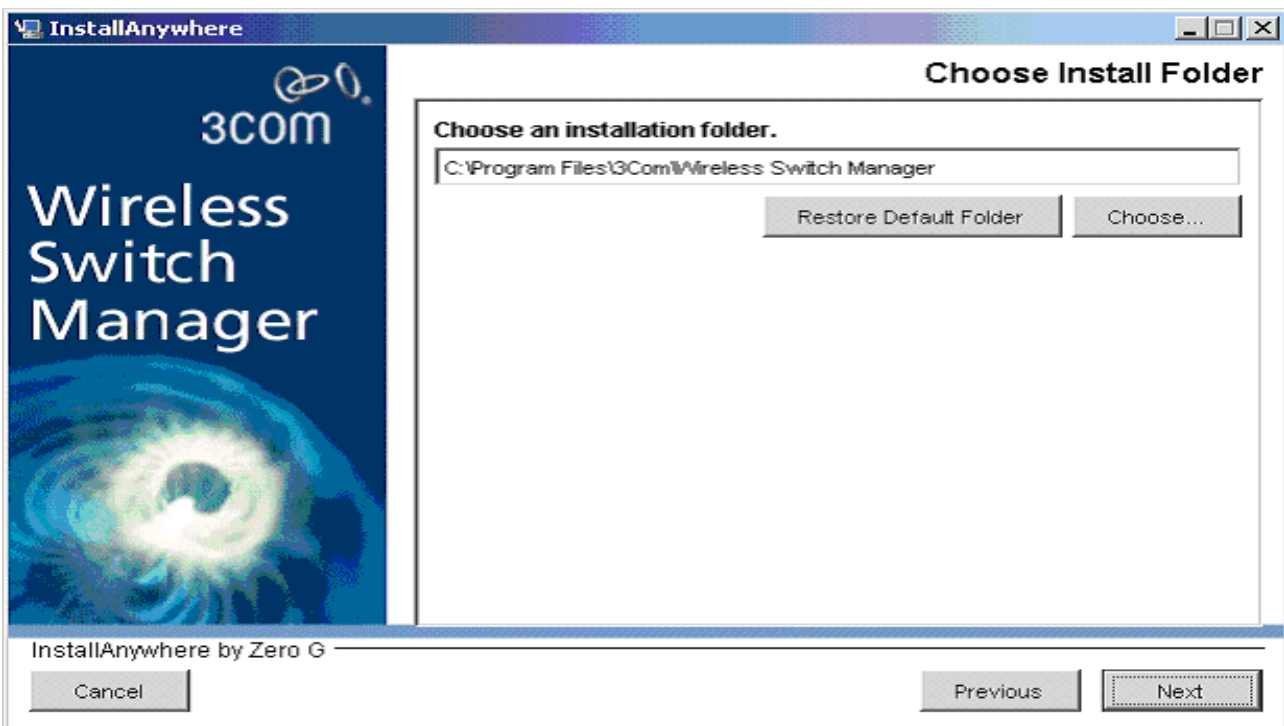 InstallAnywhere
3com
Wireless
Switch
Manager
Choose Install Folder
Choose an installation folder.
C:\Program Files\3Com\Wireless Switch Manager
Restore Default Folder
Choose...
InstallAnywhere by Zero G
Cancel
Previous
Next